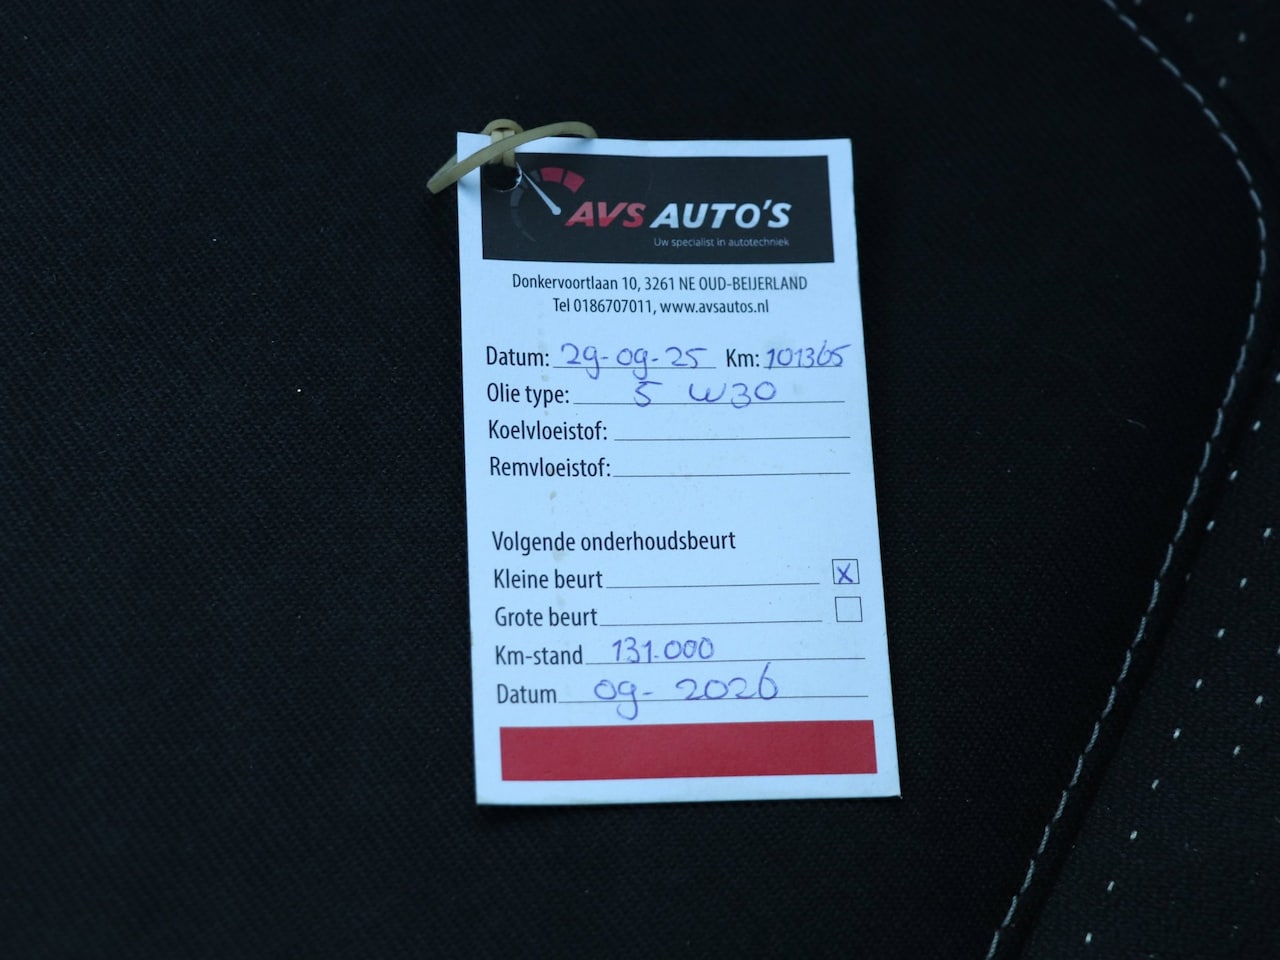 AVS AUTO'S
Uw specialist in autotechniek
Donkervoortlaan 10, 3261 NE OUD-BEIJERLAND
Tel 0186707011, www.avsautos.nl
Datum: 29-09-25 Km: 101365
Olie type: 5 W30
Koelvloeistof:
Remvloeistof:
Volgende onderhoudsbeurt
Kleine beurt X
Grote beurt
Km-stand 131.000
Datum 09-2026